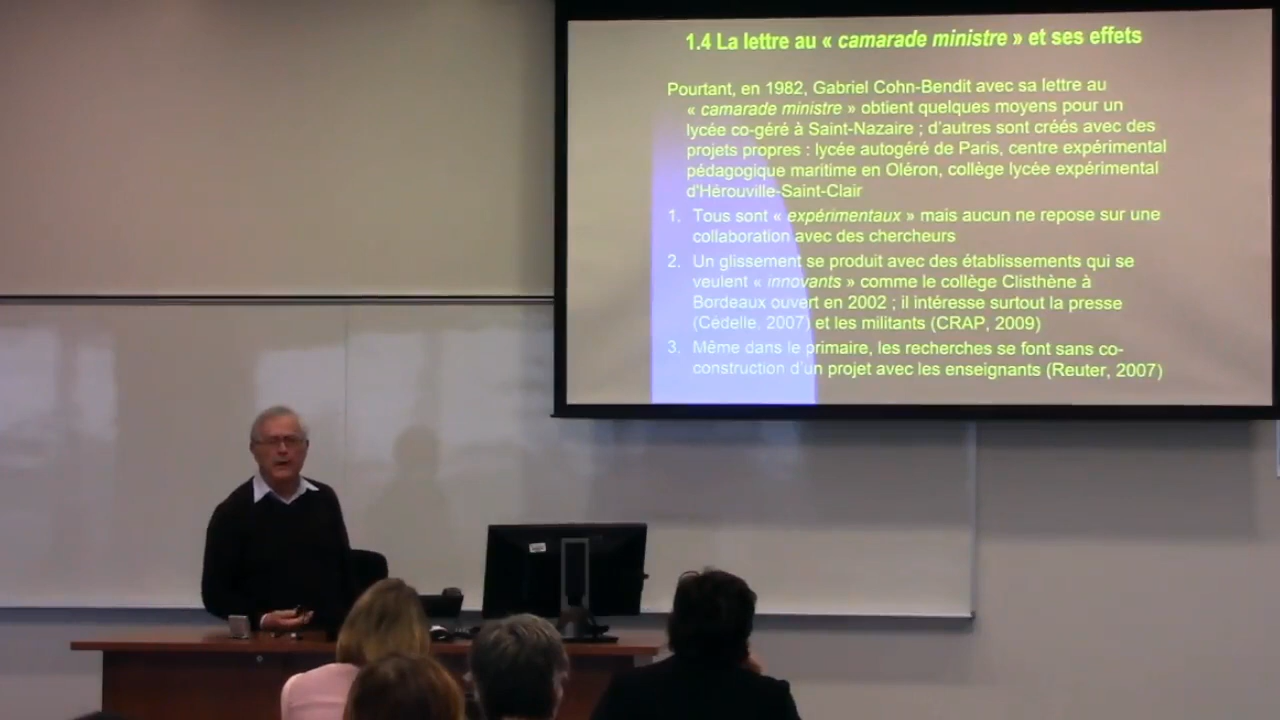 1.4 La lettre au « camarade ministre » et ses effets
Pourtant, en 1982, Gabriel Cohn-Bendit avec sa lettre au
« camarade ministre » obtient quelques moyens pour un
lycée co-géré à Saint-Nazaire ; d'autres sont créés avec des
projets propres : lycée autogéré de Paris, centre expérimental
pédagogique maritime en Oléron, collège lycée expérimental
d'Hérouville-Saint-Clair
1. Tous sont « expérimentaux » mais aucun ne repose sur une
collaboration avec des chercheurs
2. Un glissement se produit avec des établissements qui se
veulent « innovants » comme le collège Clisthène à
Bordeaux ouvert en 2002 ; il intéresse surtout la presse
(Cédelle, 2007) et les militants (CRAP, 2009)
3. Même dans le primaire, les recherches se font sans co-
construction d'un projet avec les enseignants (Reuter, 2007)